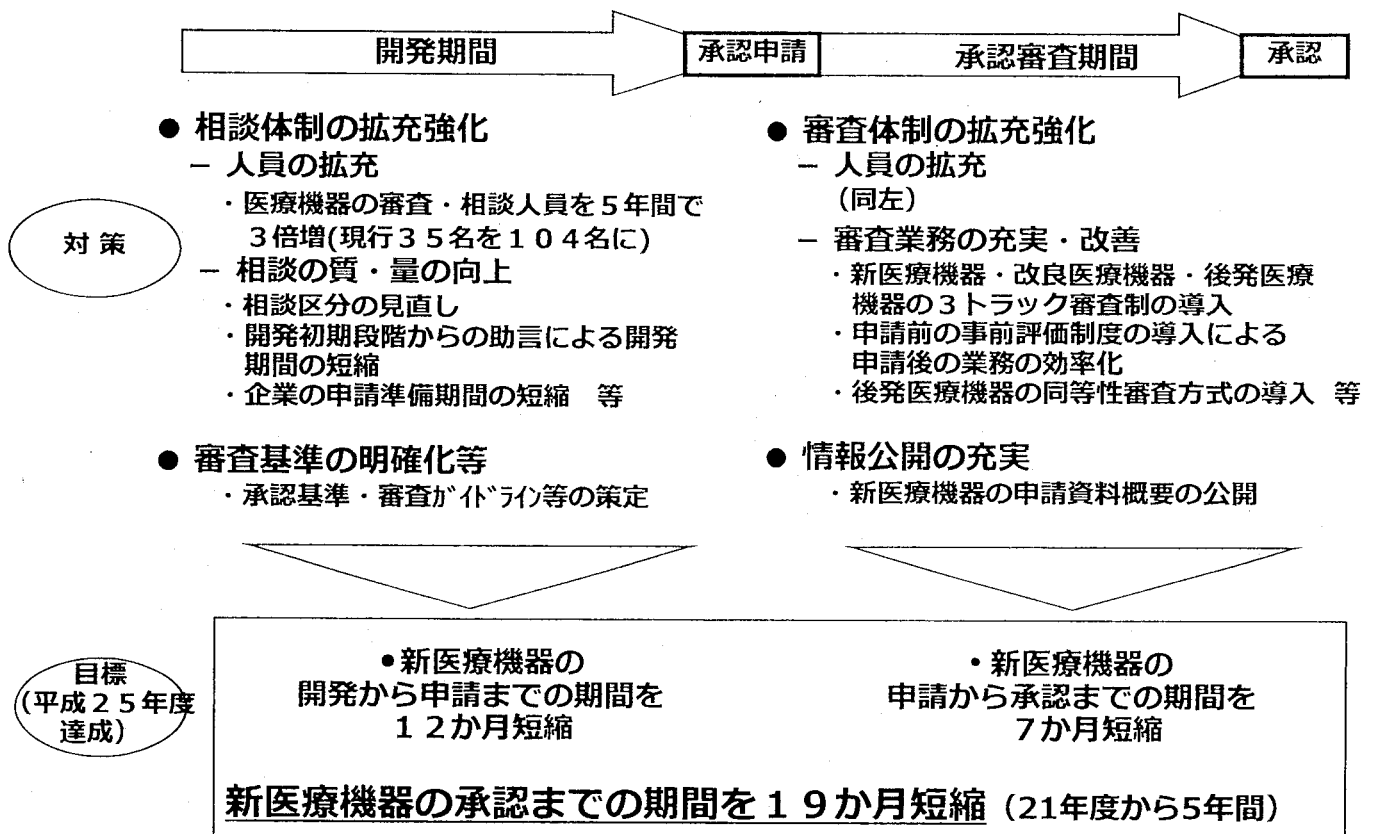 開発期間
承認申請
承認審査期間
承認
対策
● 相談体制の拡充強化
－ 人員の拡充
・医療機器の審査・相談人員を５年間で
３倍増(現行３５名を１０４名に)
－ 相談の質・量の向上
・相談区分の見直し
・開発初期段階からの助言による開発
期間の短縮
・企業の申請準備期間の短縮　等
● 審査基準の明確化等
・承認基準・審査ｶﾞｲﾄﾞﾗｲﾝ等の策定
● 審査体制の拡充強化
－ 人員の拡充
（同左）
－ 審査業務の充実・改善
・新医療機器・改良医療機器・後発医療
機器の３トラック審査制の導入
・申請前の事前評価制度の導入による
申請後の業務の効率化
・後発医療機器の同等性審査方式の導入 等
● 情報公開の充実
・新医療機器の申請資料概要の公開
目標
(平成２５年度
達成)
•新医療機器の
開発から申請までの期間を
１２か月短縮
・新医療機器の
申請から承認までの期間を
７か月短縮
新医療機器の承認までの期間を１９か月短縮（21年度から5年間）